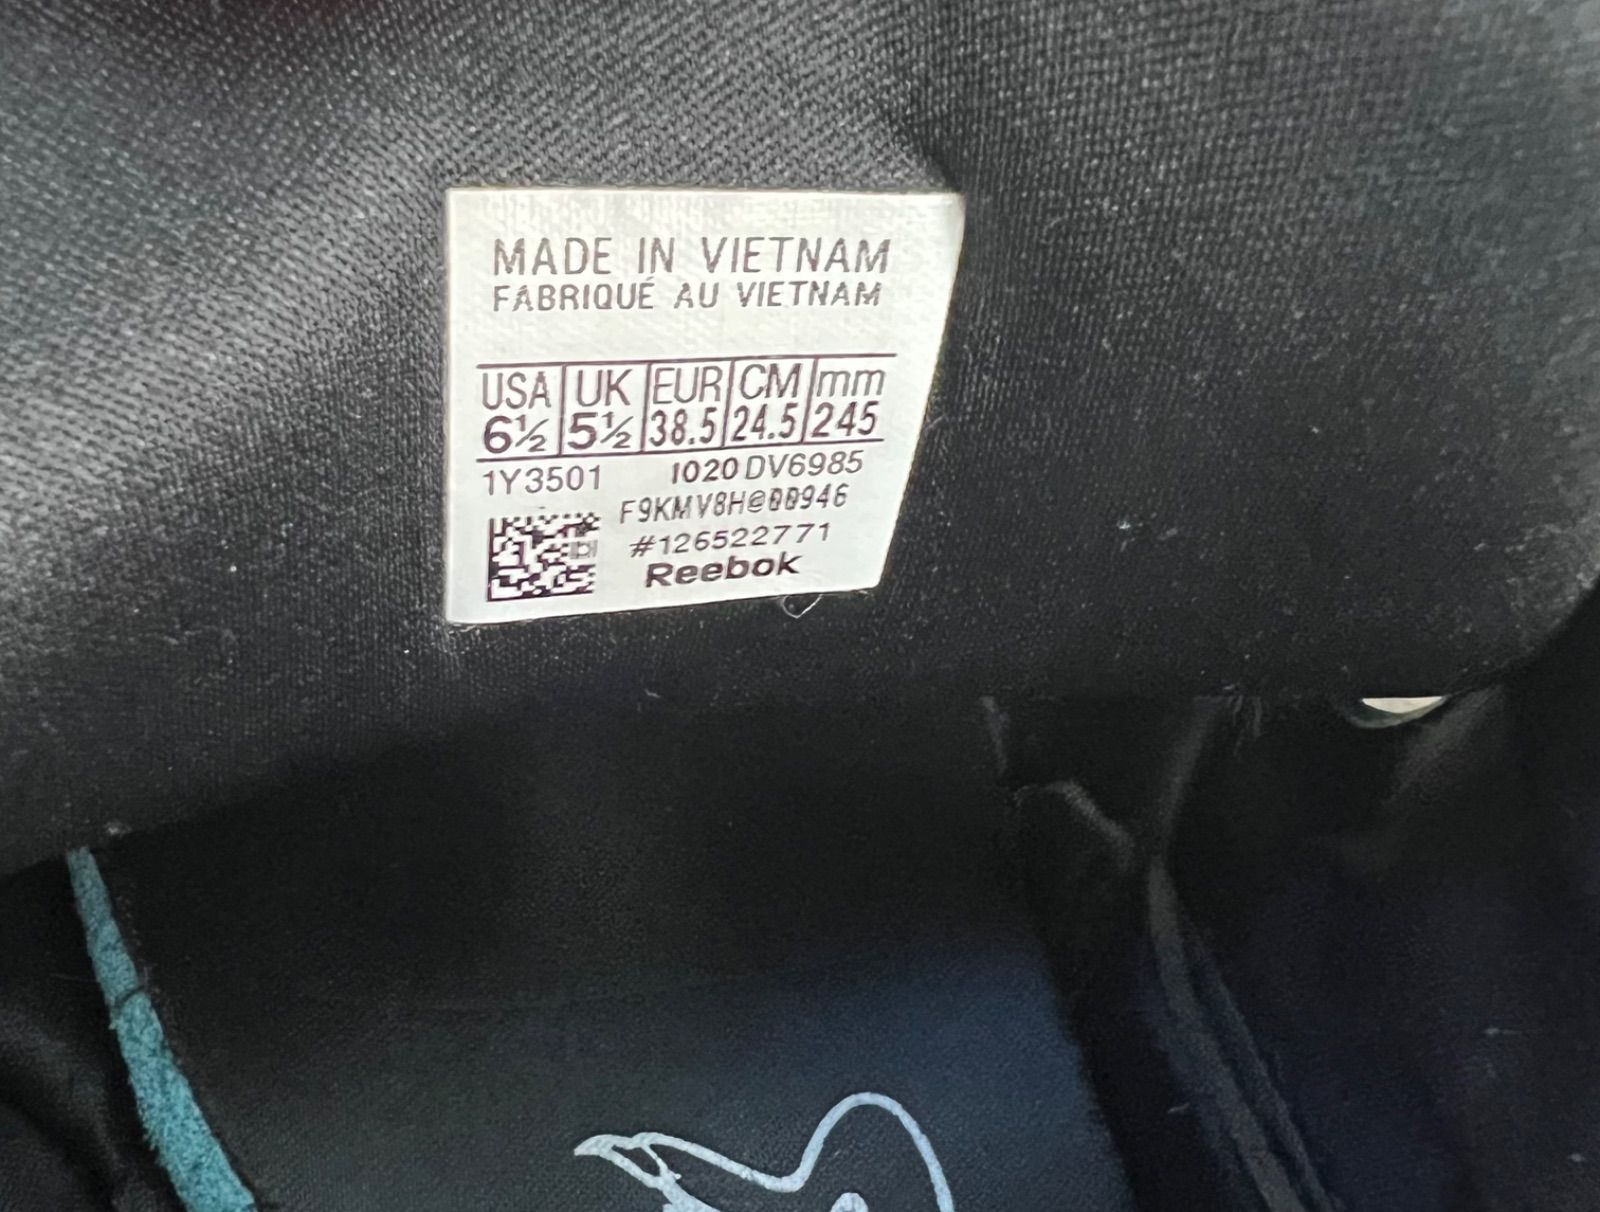 MADE IN VIETNAM
FABRIQUÉ AU VIETNAM
USA UK EUR CM mm
6½ 5½ 38.5 24.5 245
1Y3501 1020 DV6985
F9KMV8H@00946
#126522771
Reebok